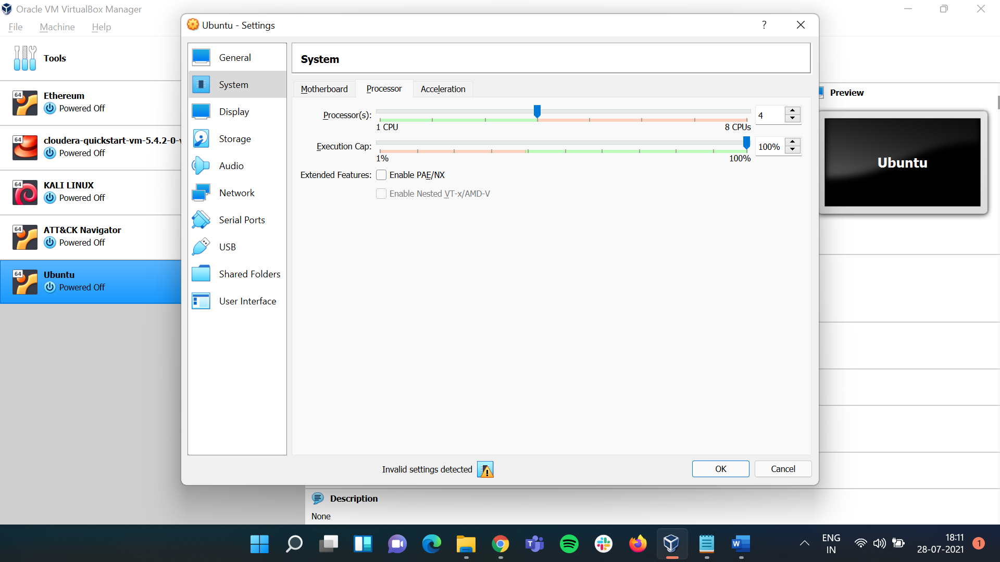 Oracle VM VirtualBox Manager
File Machine Help
Tools
64
Ethereum
Powered Off
64
cloudera-quickstart-vm-5.4.2-0-v
Powered Off
64
KALI LINUX
Powered Off
64
ATT&CK Navigator
Powered Off
64
Ubuntu
Powered Off
Ubuntu - Settings
?
General
System
Display
Storage
Audio
Network
Serial Ports
USB
Shared Folders
User Interface
System
Motherboard Processor Acceleration
Processor(s): 4
1 CPU 8 CPUs
Execution Cap: 100%
1% 100%
Extended Features: Enable PAE/NX
Enable Nested VT-x/AMD-V
Invalid settings detected
OK Cancel
Preview
Ubuntu
Description
None
ENG
IN
18:11
28-07-2021
1